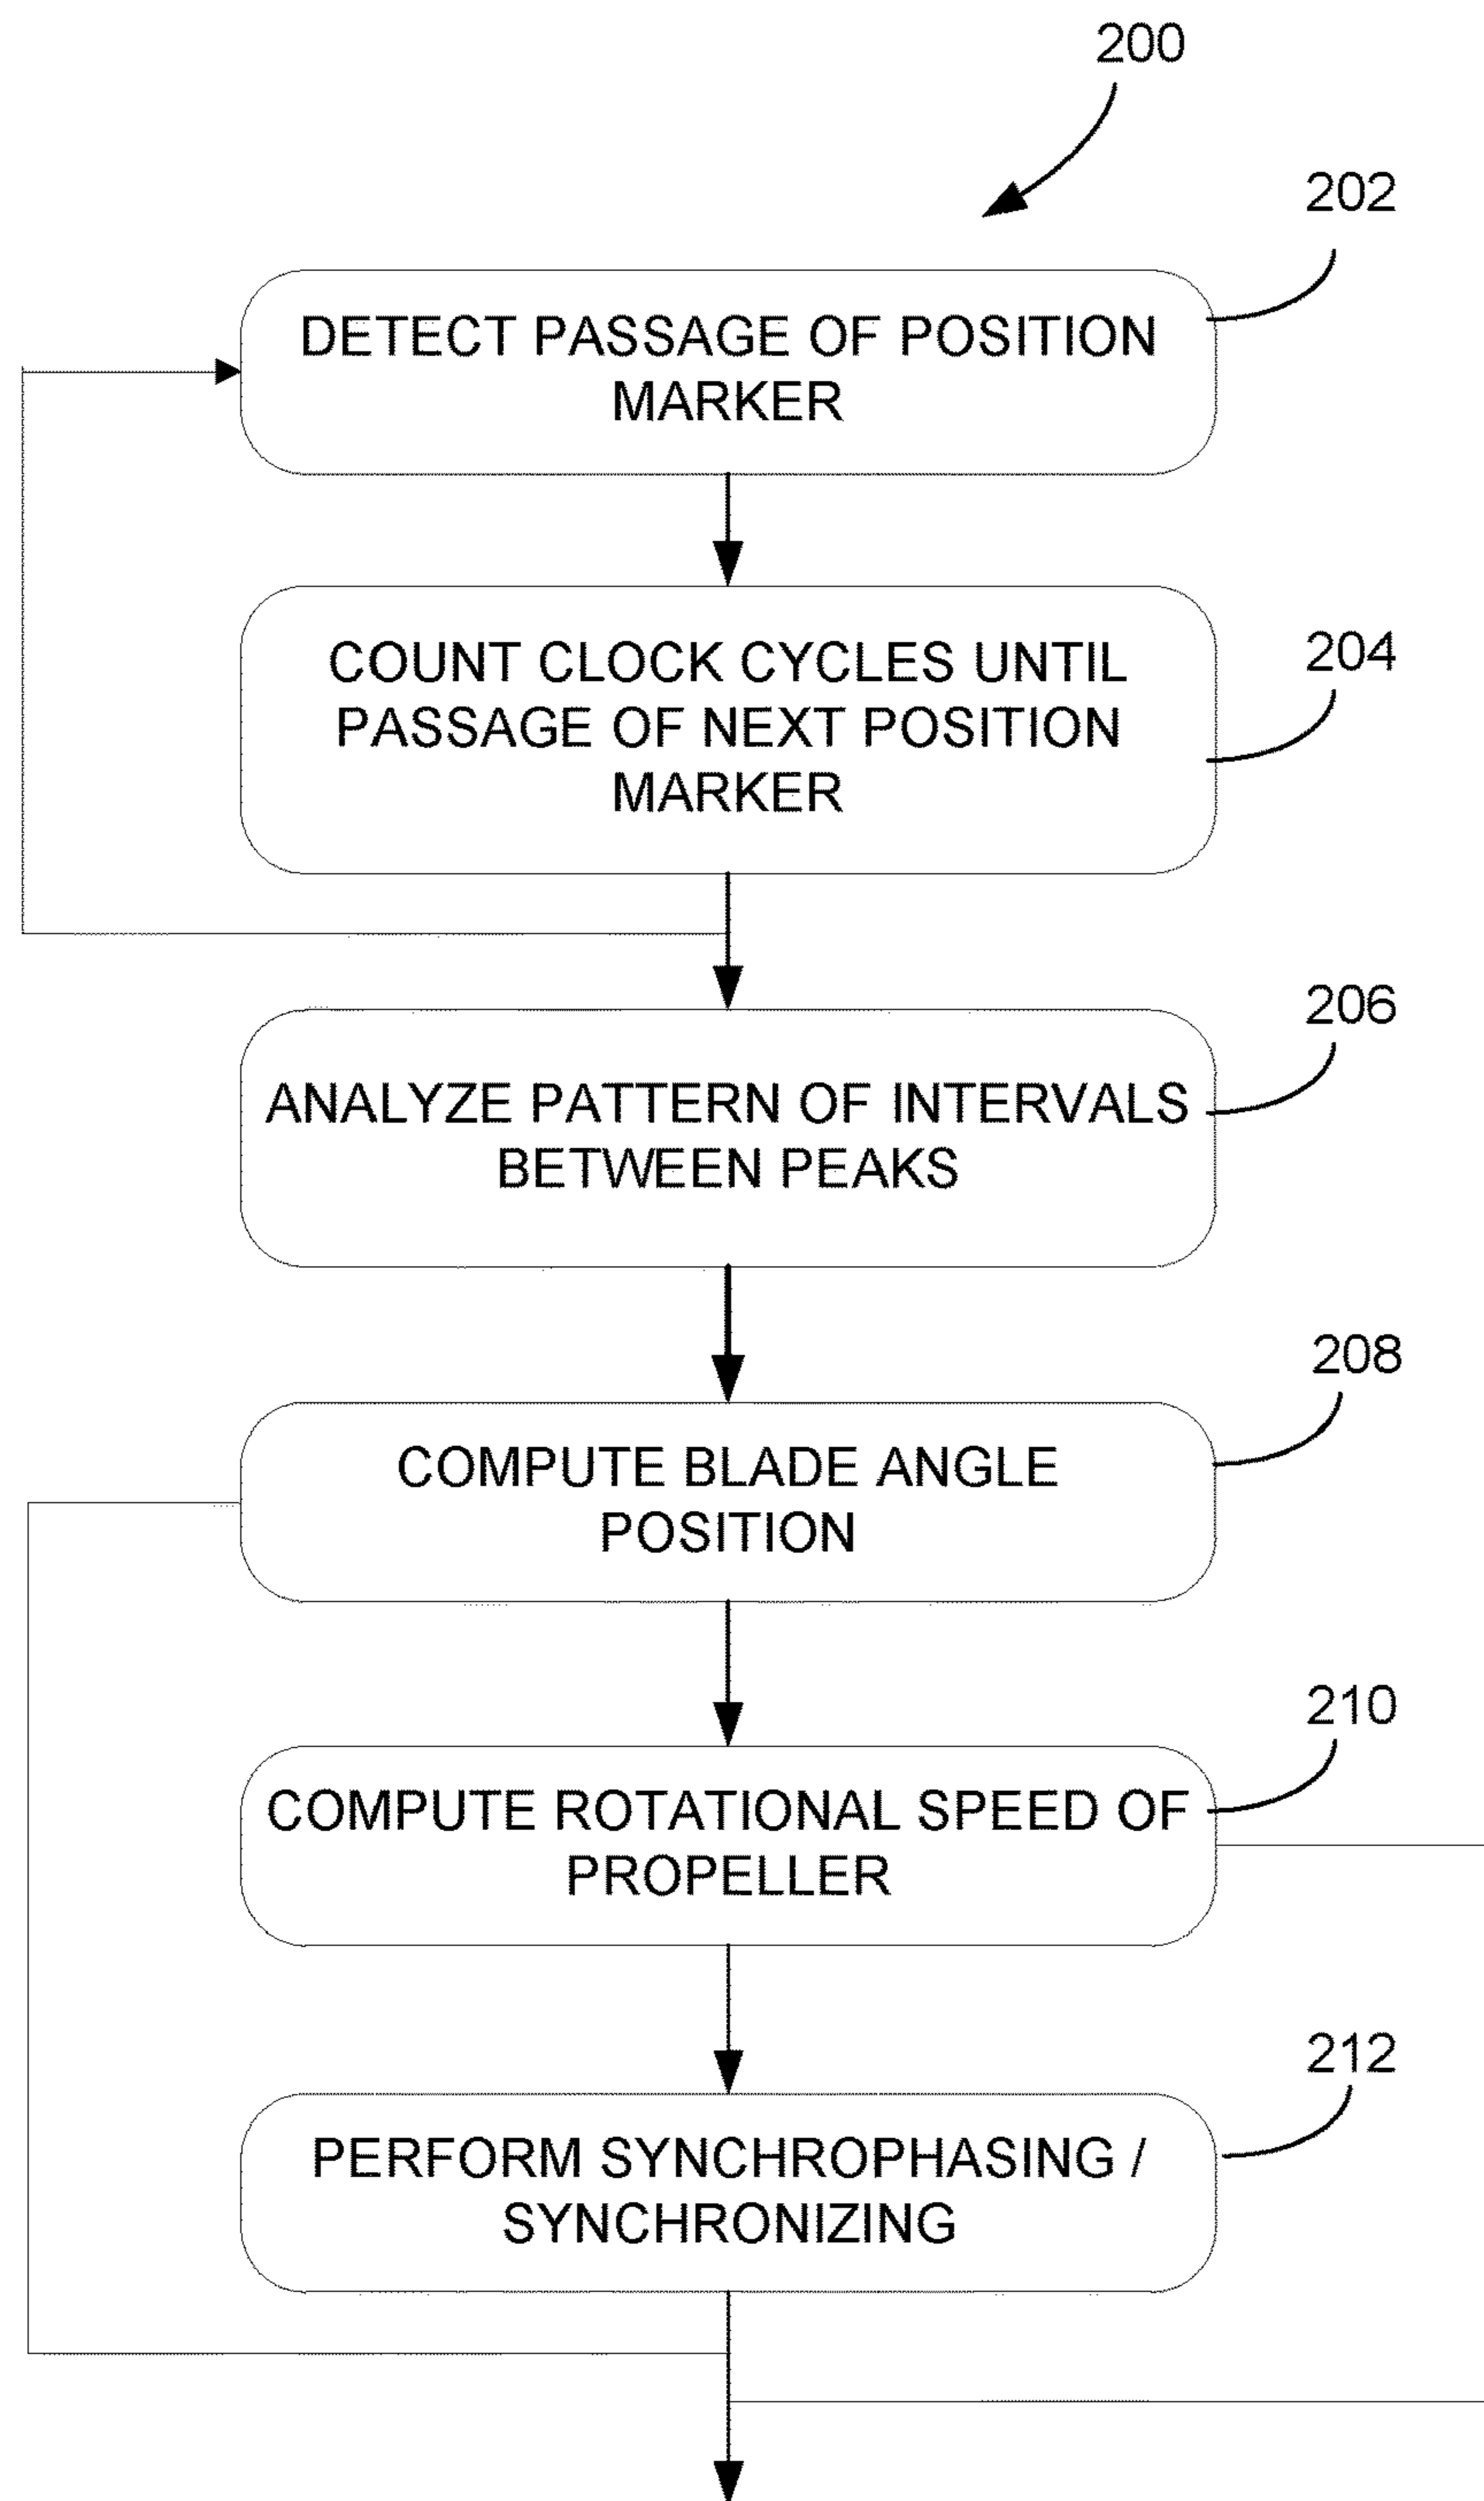 200
202
DETECT PASSAGE OF POSITION
MARKER
204
COUNT CLOCK CYCLES UNTIL
PASSAGE OF NEXT POSITION
MARKER
206
ANALYZE PATTERN OF INTERVALS
BETWEEN PEAKS
208
COMPUTE BLADE ANGLE
POSITION
210
COMPUTE ROTATIONAL SPEED OF
PROPELLER
212
PERFORM SYNCHROPHASING /
SYNCHRONIZING